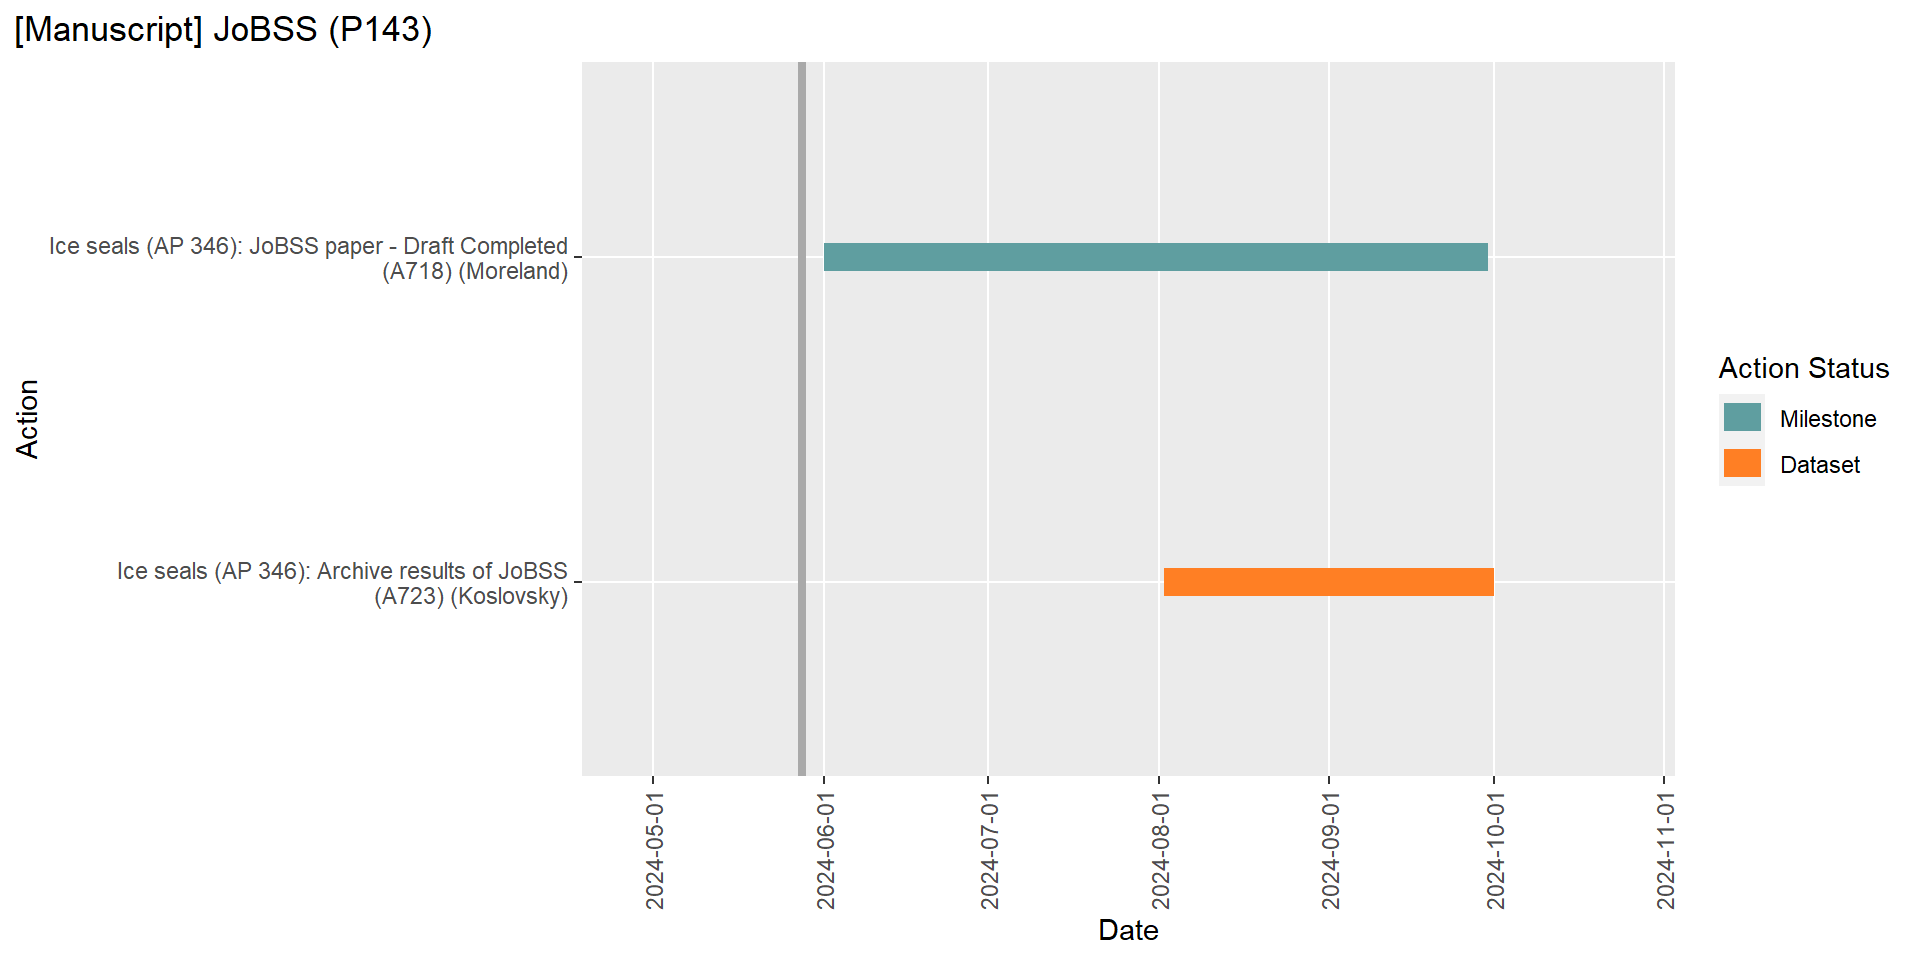 [Manuscript] JoBSS (P143)
Ice seals (AP 346): JoBSS paper - Draft Completed
(A718) (Moreland)
Ice seals (AP 346): Archive results of JoBSS
(A723) (Koslovsky)
Action
2024-05-01
2024-06-01
2024-07-01
2024-08-01
2024-09-01
2024-10-01
2024-11-01
Date
Action Status
Milestone
Dataset